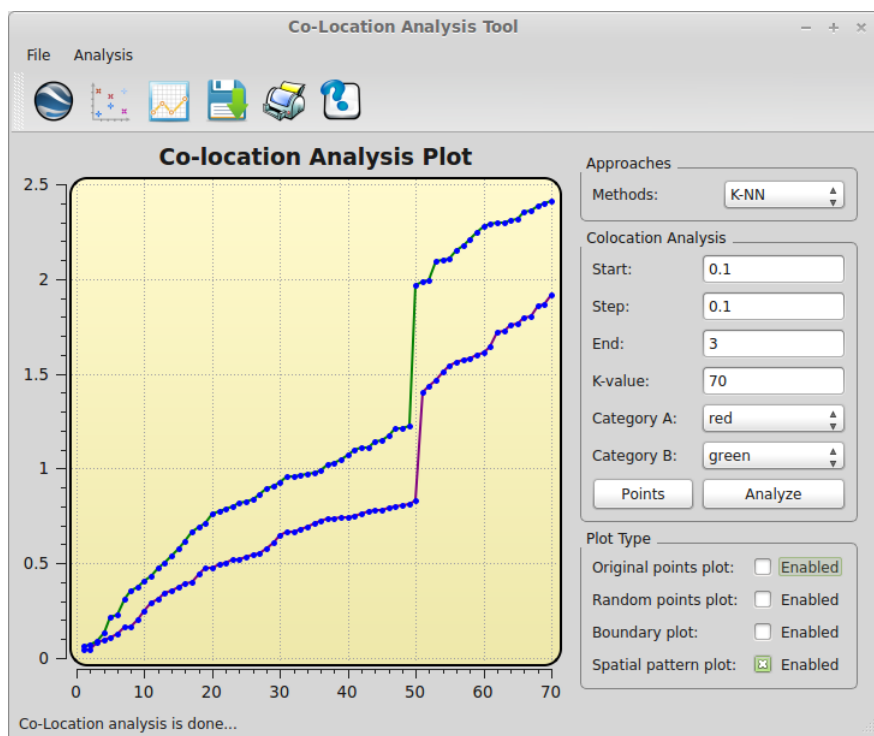 Co-Location Analysis Tool
File Analysis
Co-location Analysis Plot
2.5
2
1.5
1
0.5
0
0 10 20 30 40 50 60 70
Approaches
Methods: K-NN
Colocation Analysis
Start: 0.1
Step: 0.1
End: 3
K-value: 70
Category A: red
Category B: green
Points Analyze
Plot Type
Original points plot: Enabled
Random points plot: Enabled
Boundary plot: Enabled
Spatial pattern plot: Enabled
Co-Location analysis is done...